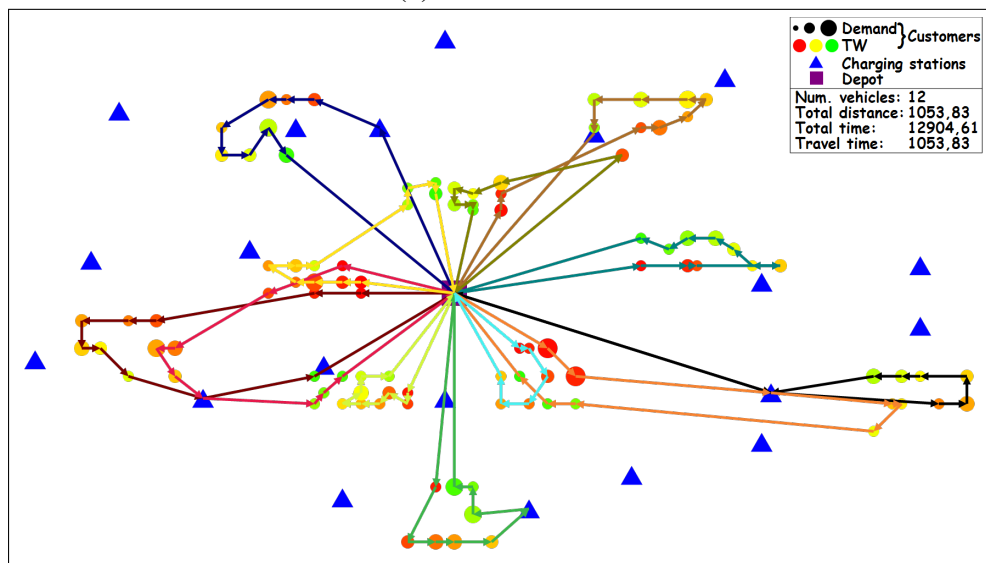 Demand
TW
Customers
Charging stations
Depot
Num. vehicles: 12
Total distance: 1053,83
Total time: 12904,61
Travel time: 1053,83